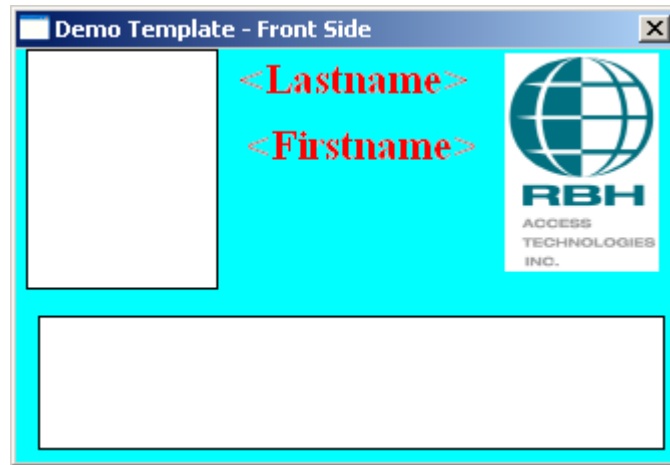 Demo Template - Front Side
<Lastname>
<Firstname>
RBH
ACCESS
TECHNOLOGIES
INC.